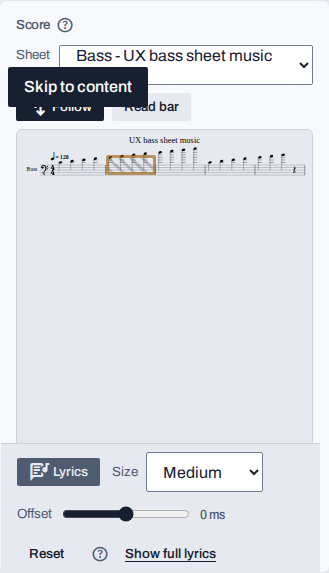 Score ?
Sheet Bass - UX bass sheet music
Skip to content
Follow Read bar
UX bass sheet music
= 120
Bass
Lyrics Size Medium
Offset 0 ms
Reset ? Show full lyrics